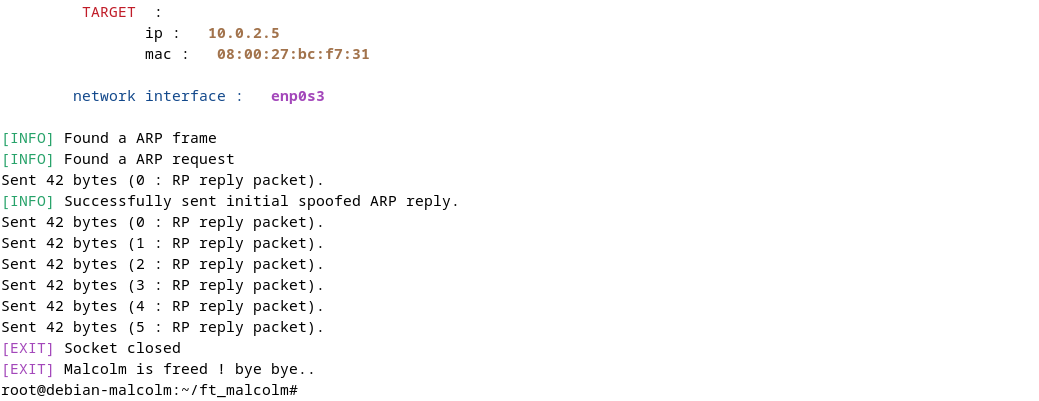 TARGET  :
ip :   10.0.2.5
mac :   08:00:27:bc:f7:31
network interface :   enp0s3
[INFO] Found a ARP frame
[INFO] Found a ARP request
Sent 42 bytes (0 : RP reply packet).
[INFO] Successfully sent initial spoofed ARP reply.
Sent 42 bytes (0 : RP reply packet).
Sent 42 bytes (1 : RP reply packet).
Sent 42 bytes (2 : RP reply packet).
Sent 42 bytes (3 : RP reply packet).
Sent 42 bytes (4 : RP reply packet).
Sent 42 bytes (5 : RP reply packet).
[EXIT] Socket closed
[EXIT] Malcolm is freed ! bye bye..
root@debian-malcolm:~/ft_malcolm#